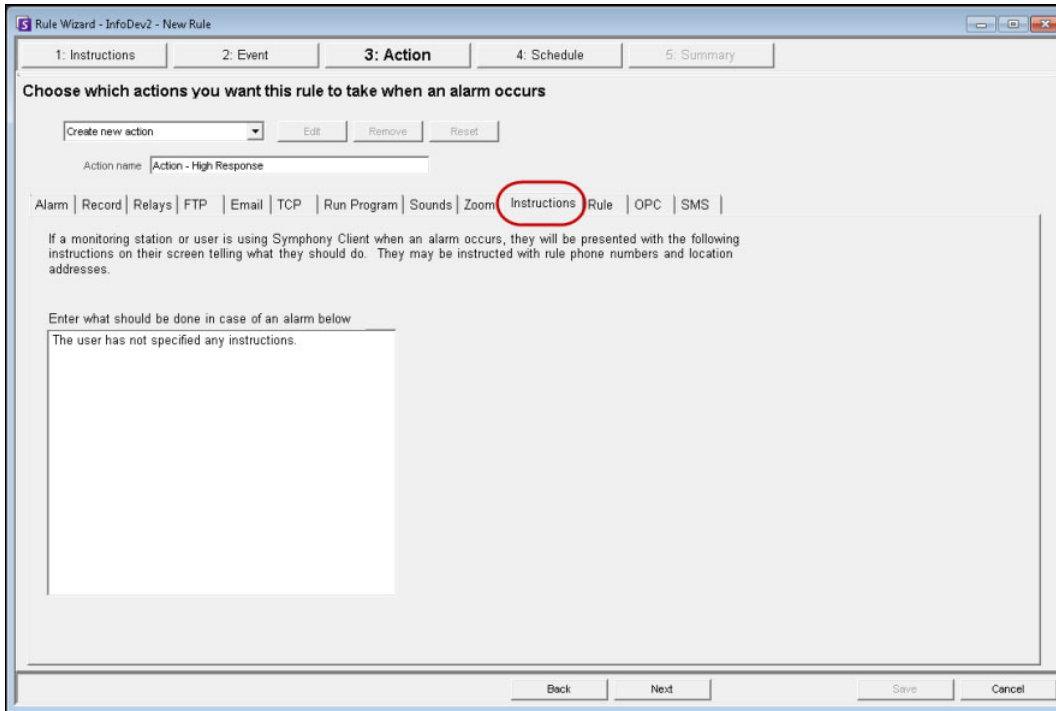 Rule Wizard - InfoDev2 - New Rule
1: Instructions 2: Event 3: Action 4: Schedule 5: Summary
Choose which actions you want this rule to take when an alarm occurs
Create new action Edit Remove Reset
Action name Action - High Response
Alarm Record Relays FTP Email TCP Run Program Sounds Zoom Instructions Rule OPC SMS
If a monitoring station or user is using Symphony Client when an alarm occurs, they will be presented with the following
instructions on their screen telling what they should do. They may be instructed with rule phone numbers and location
addresses.
Enter what should be done in case of an alarm below
The user has not specified any instructions.
Back Next Save Cancel